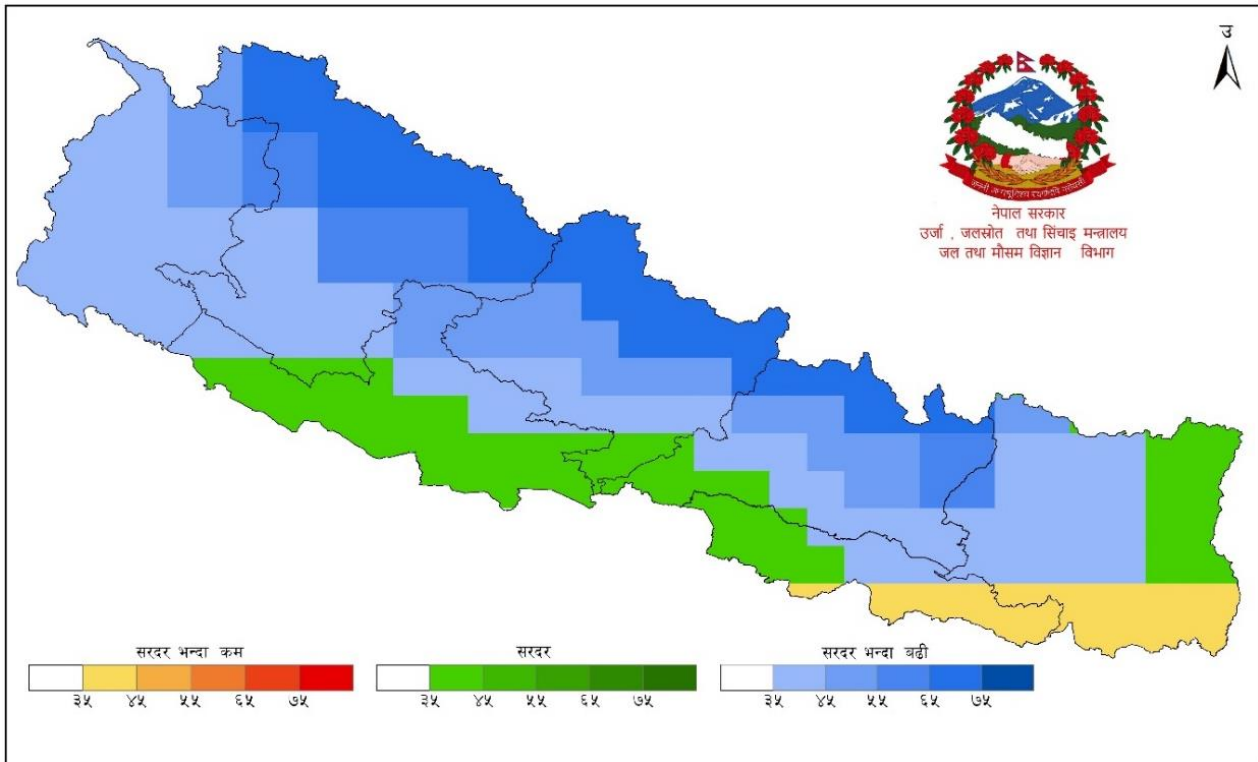 उ
नेपाल सरकार
उर्जा , जलस्रोत तथा सिंचाइ मन्त्रालय
जल तथा मौसम विज्ञान विभाग
सरदर भन्दा कम
३५ ४५ ५५ ६५ ७५
सरदर
३५ ४५ ५५ ६५ ७५
सरदर भन्दा बढी
३५ ४५ ५५ ६५ ७५